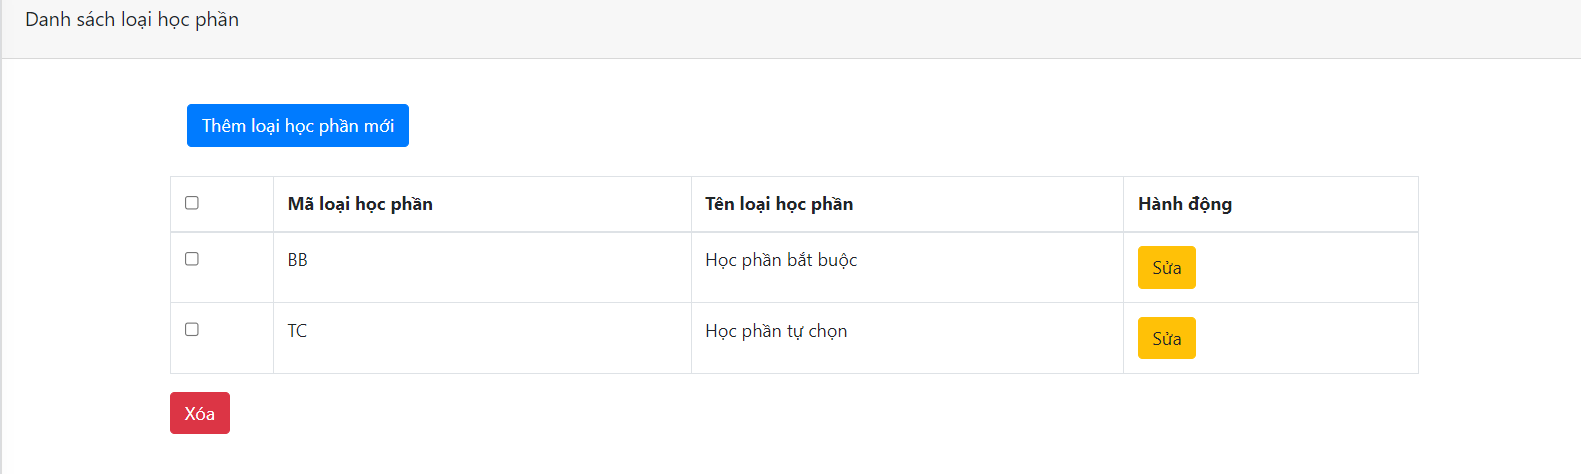 Danh sách loại học phần
Thêm loại học phần mới
Mã loại học phần Tên loại học phần Hành động
BB Học phần bắt buộc Sửa
TC Học phần tự chọn Sửa
Xóa